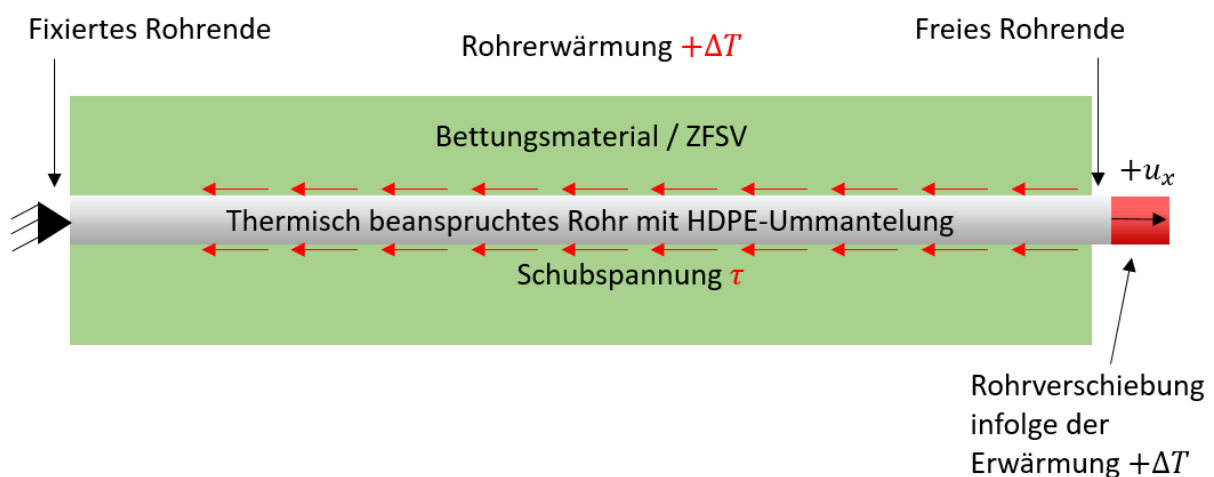 Fixiertes Rohrende
Rohrerwärmung +ΔT
Freies Rohrende
Bettungsmaterial / ZFSV
+uₓ
Thermisch beanspruchtes Rohr mit HDPE-Ummantelung
Schubspannung τ
Rohrverschiebung
infolge der
Erwärmung +ΔT